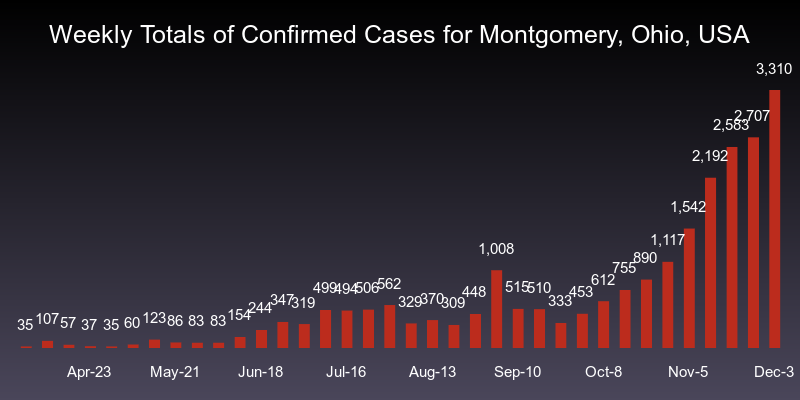 Weekly Totals of Confirmed Cases for Montgomery, Ohio, USA
35 107 57 37 35 60 123 86 83 83 154 244 347 319 499 494 506 562 329 370 309 448 1,008 515 510 333 453 612 755 890 1,117 1,542 2,192 2,583 2,707 3,310
Apr-23 May-21 Jun-18 Jul-16 Aug-13 Sep-10 Oct-8 Nov-5 Dec-3